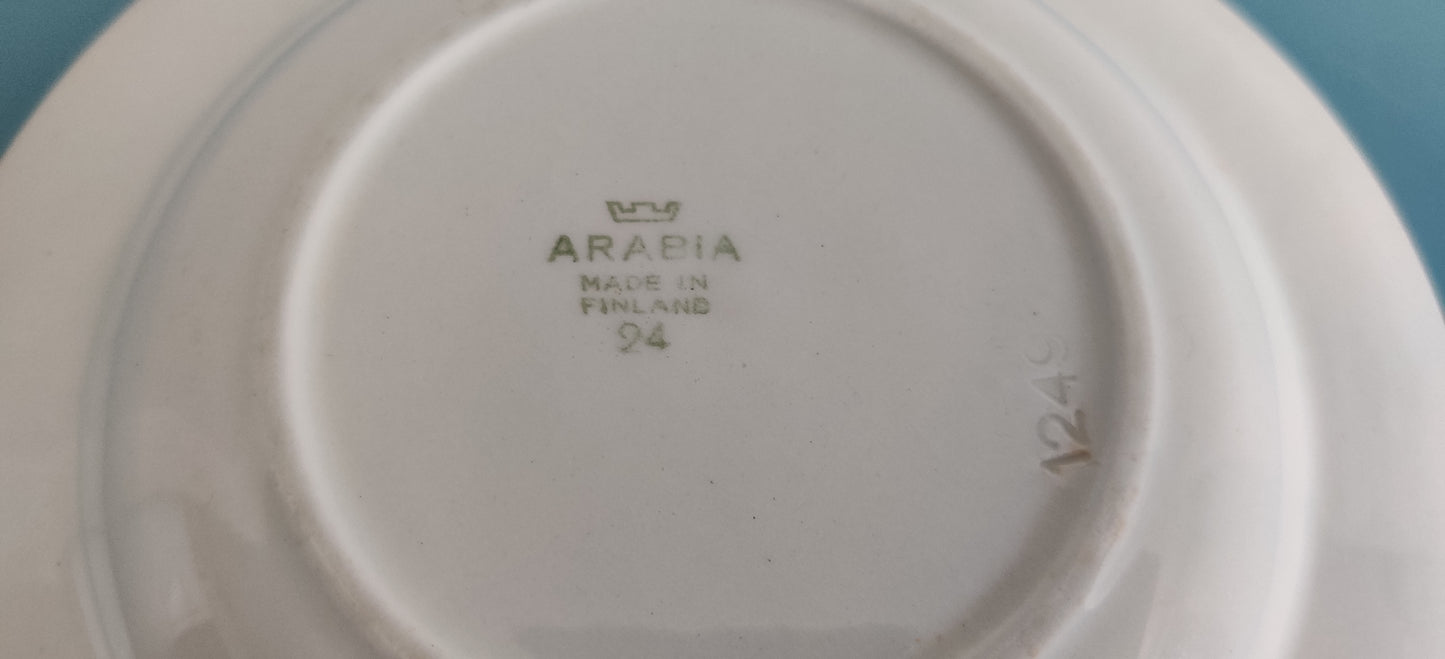 ARABIA
MADE IN
FINLAND
24
1249